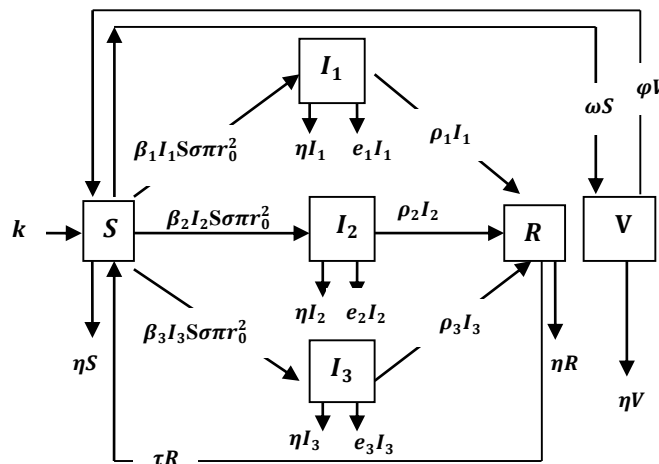 I₁
φV
ωS
β₁I₁Sσπr₀²
ηI₁
e₁I₁
ρ₁I₁
k
S
β₂I₂Sσπr₀²
I₂
ρ₂I₂
R
V
ηI₂
e₂I₂
β₃I₃Sσπr₀²
ρ₃I₃
ηS
I₃
ηR
ηV
ηI₃
e₃I₃
τR